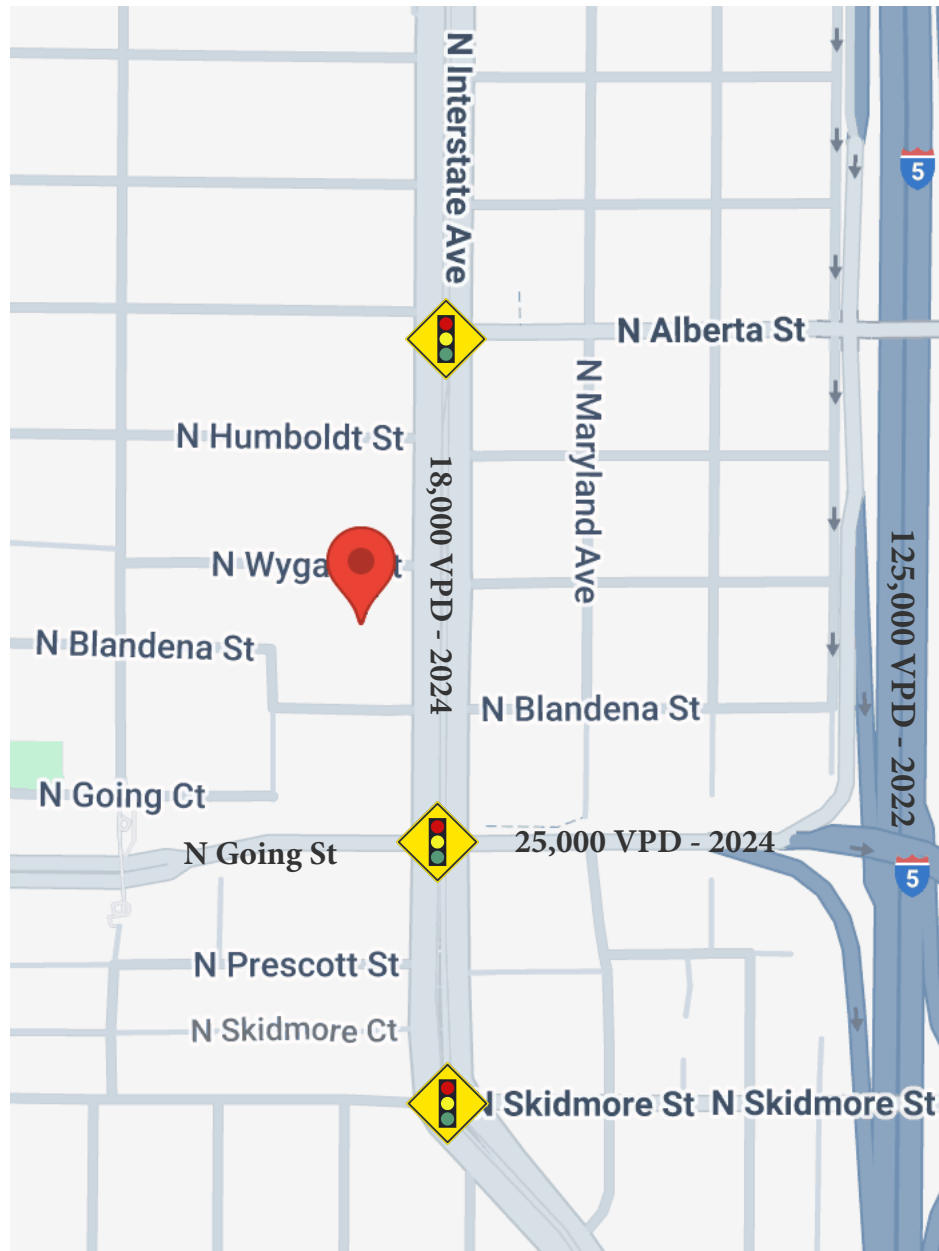 N Interstate Ave
5
N Alberta St
N Maryland Ave
N Humboldt St
18,000 VPD - 2024
125,000 VPD - 2022
N
N Blandena St
N Blandena St
N Going Ct
N Going St
25,000 VPD - 2024
5
N Prescott St
N Skidmore Ct
N Skidmore St
N Skidmore St